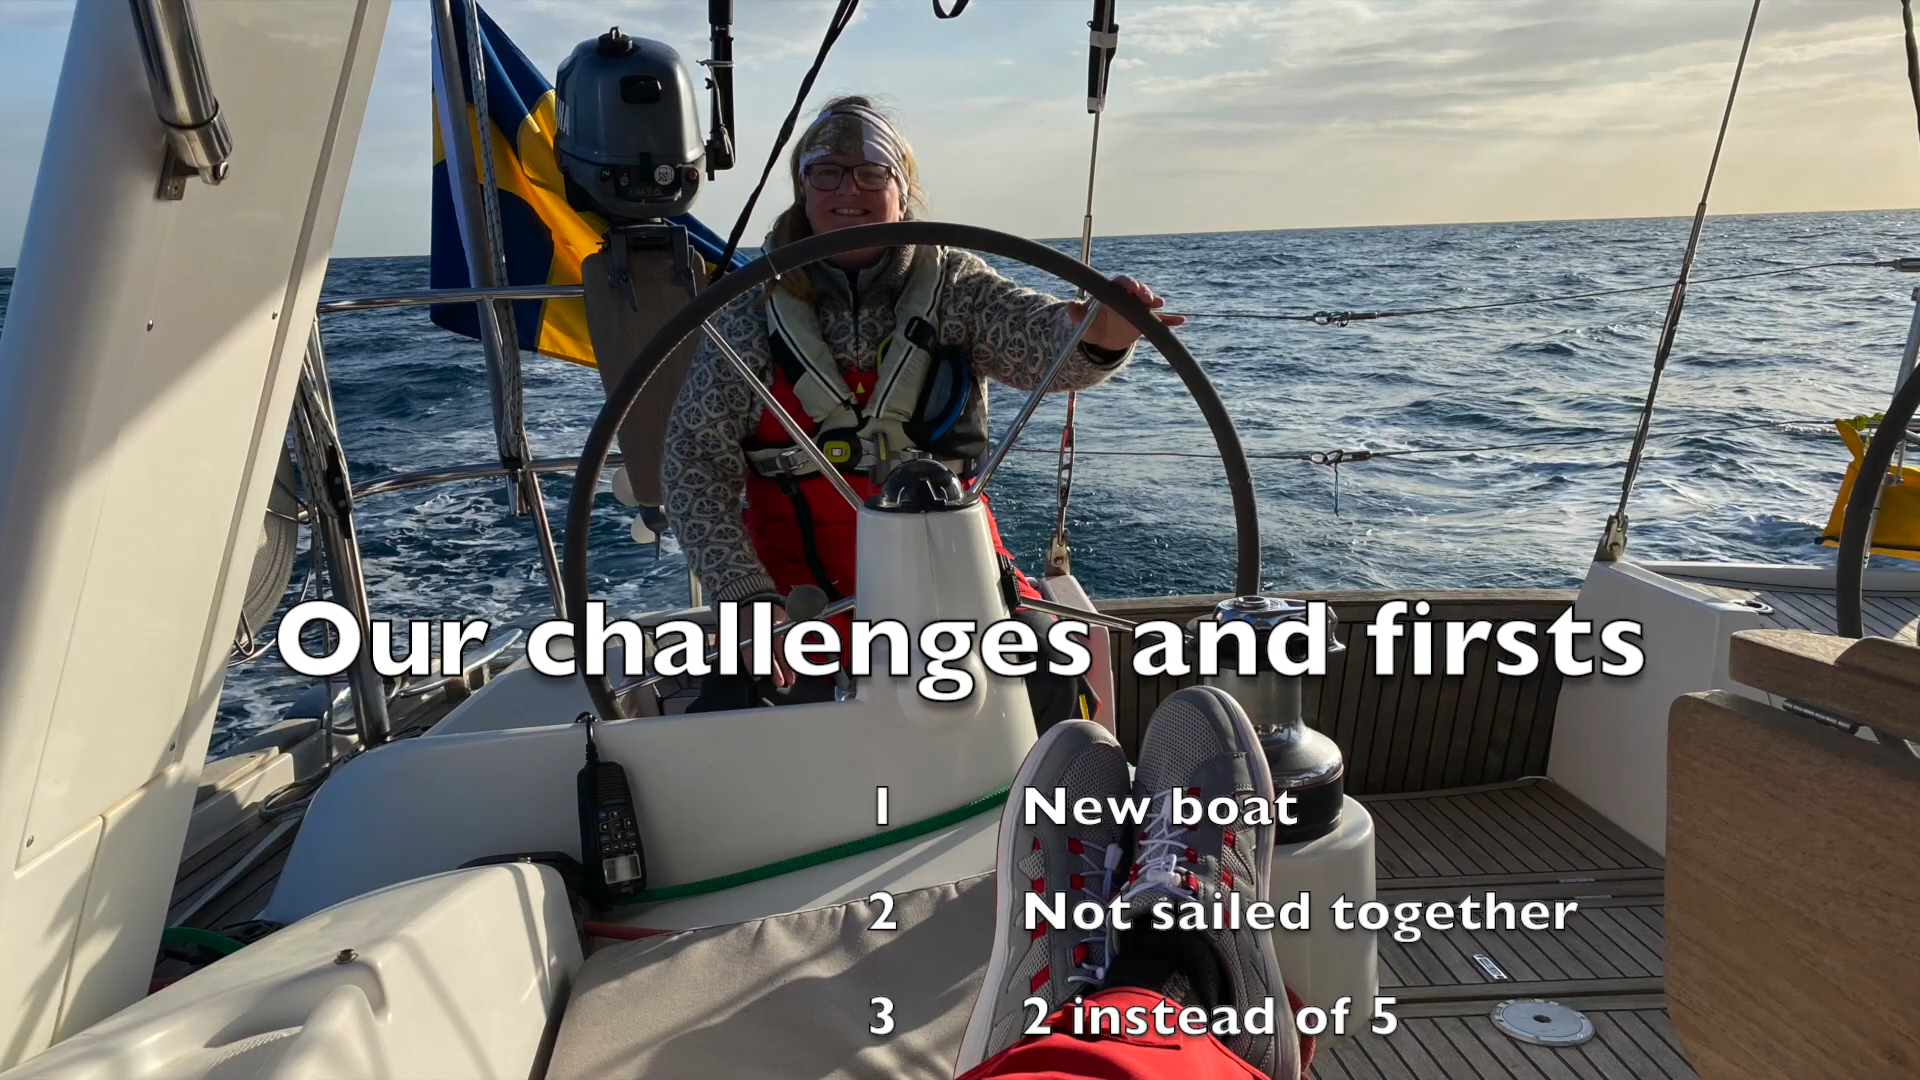 Our challenges and firsts
1 New boat
2 Not sailed together
3 2 instead of 5